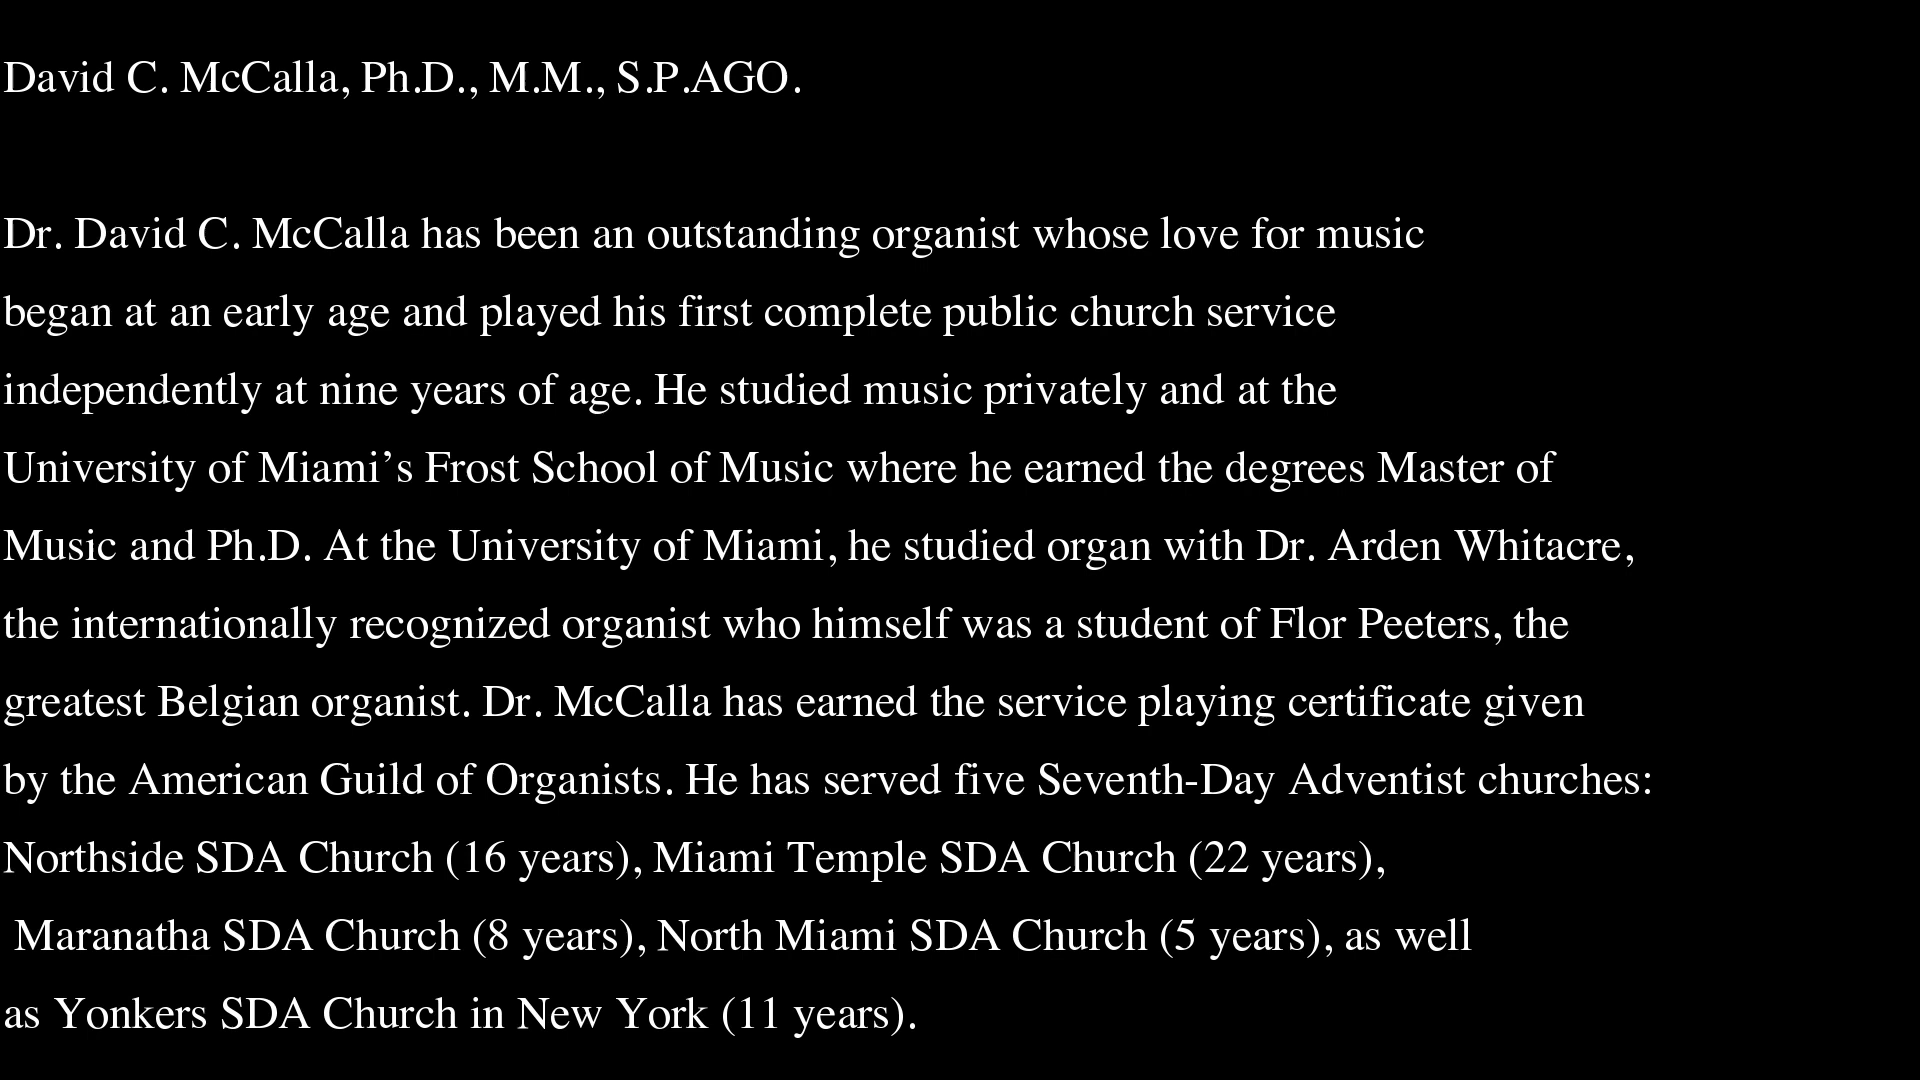 David C. McCalla, Ph.D., M.M., S.P.AGO.
Dr. David C. McCalla has been an outstanding organist whose love for music
began at an early age and played his first complete public church service
independently at nine years of age. He studied music privately and at the
University of Miami’s Frost School of Music where he earned the degrees Master of
Music and Ph.D. At the University of Miami, he studied organ with Dr. Arden Whitacre,
the internationally recognized organist who himself was a student of Flor Peeters, the
greatest Belgian organist. Dr. McCalla has earned the service playing certificate given
by the American Guild of Organists. He has served five Seventh-Day Adventist churches:
Northside SDA Church (16 years), Miami Temple SDA Church (22 years),
Maranatha SDA Church (8 years), North Miami SDA Church (5 years), as well
as Yonkers SDA Church in New York (11 years).